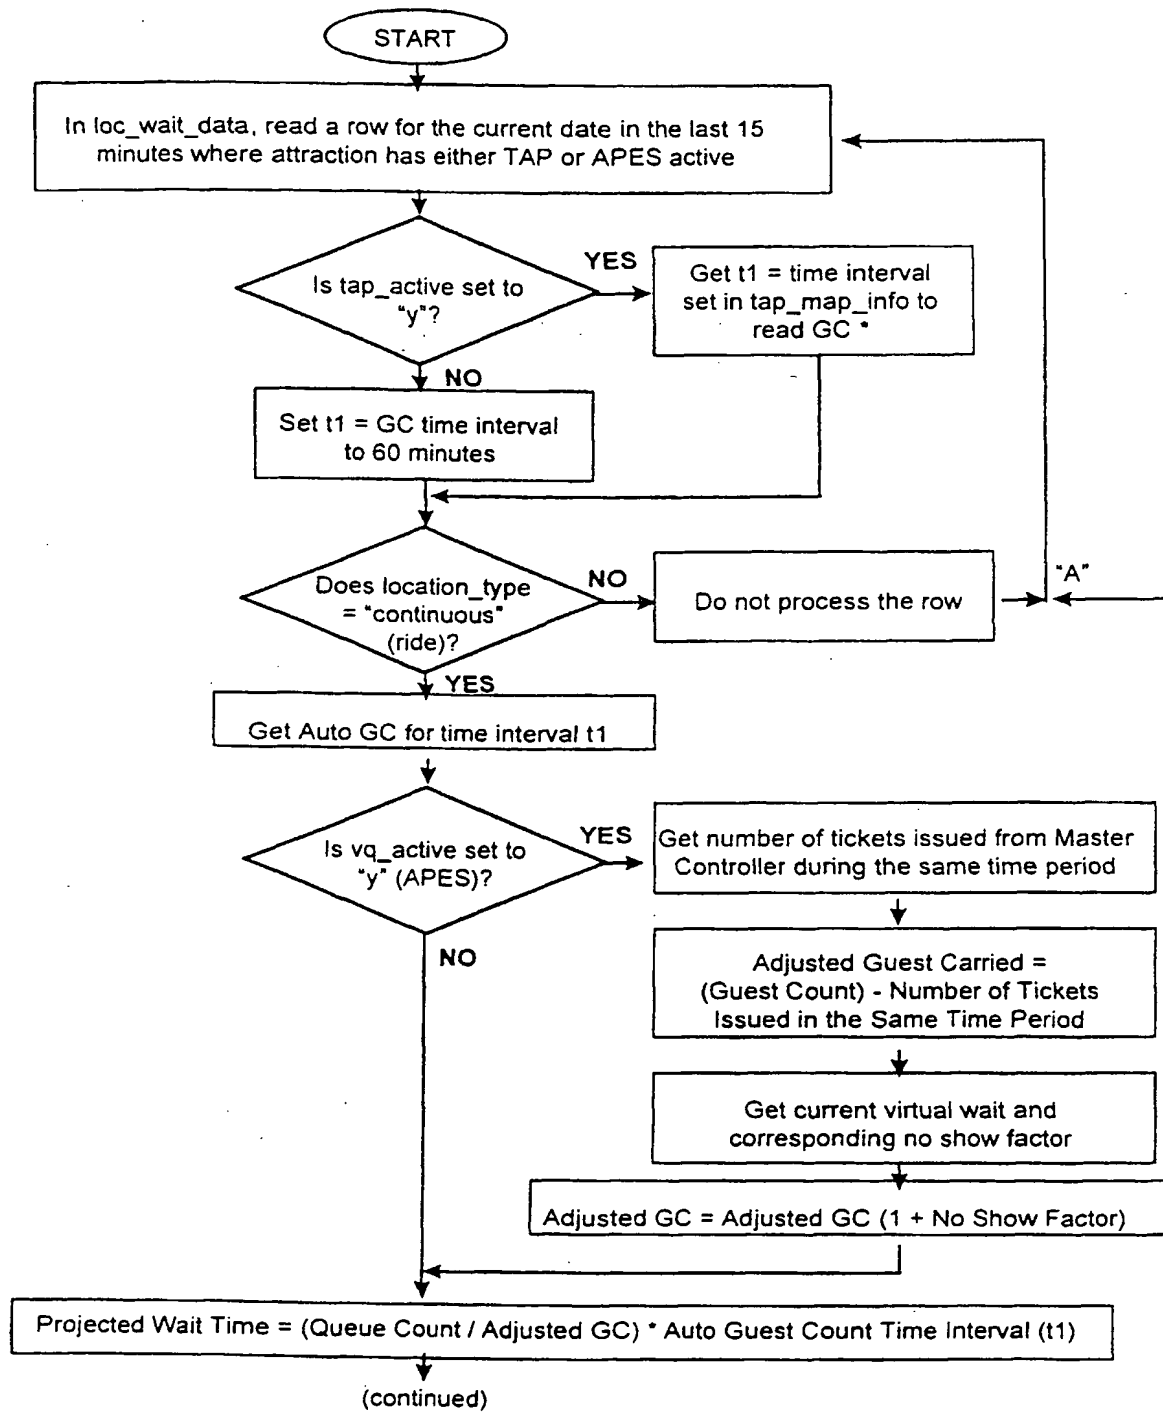 START
In loc_wait_data, read a row for the current date in the last 15
minutes where attraction has either TAP or APES active
Is tap_active set to
"y"?
YES
Get t1 = time interval
set in tap_map_info to
read GC *
NO
Set t1 = GC time interval
to 60 minutes
Does location_type
= "continuous"
(ride)?
NO
Do not process the row
"A"
YES
Get Auto GC for time interval t1
Is vq_active set to
"y" (APES)?
YES
Get number of tickets issued from Master
Controller during the same time period
NO
Adjusted Guest Carried =
(Guest Count) - Number of Tickets
Issued in the Same Time Period
Get current virtual wait and
corresponding no show factor
Adjusted GC = Adjusted GC (1 + No Show Factor)
Projected Wait Time = (Queue Count / Adjusted GC) * Auto Guest Count Time Interval (t1)
(continued)